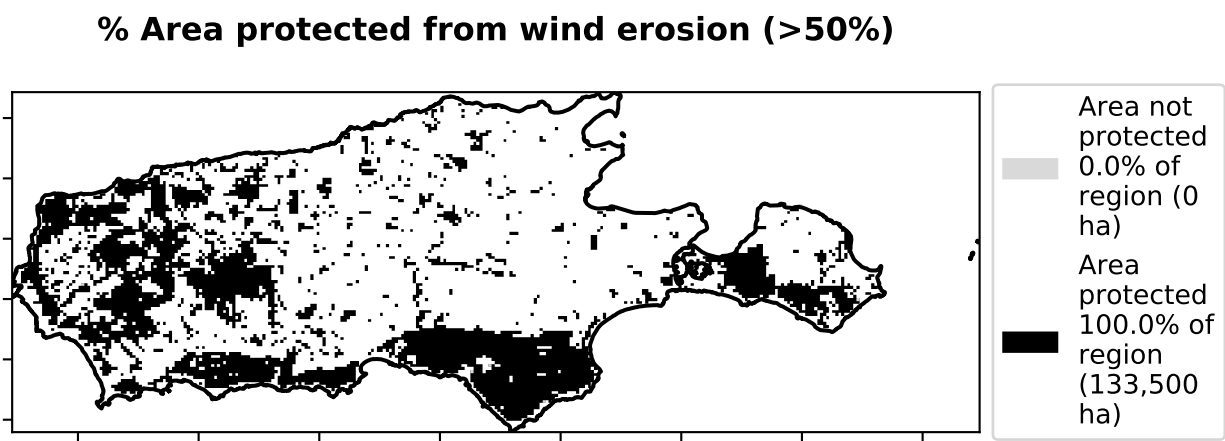 % Area protected from wind erosion (>50%)
Area not
protected
0.0% of
region (0
ha)
Area
protected
100.0% of
region
(133,500
ha)